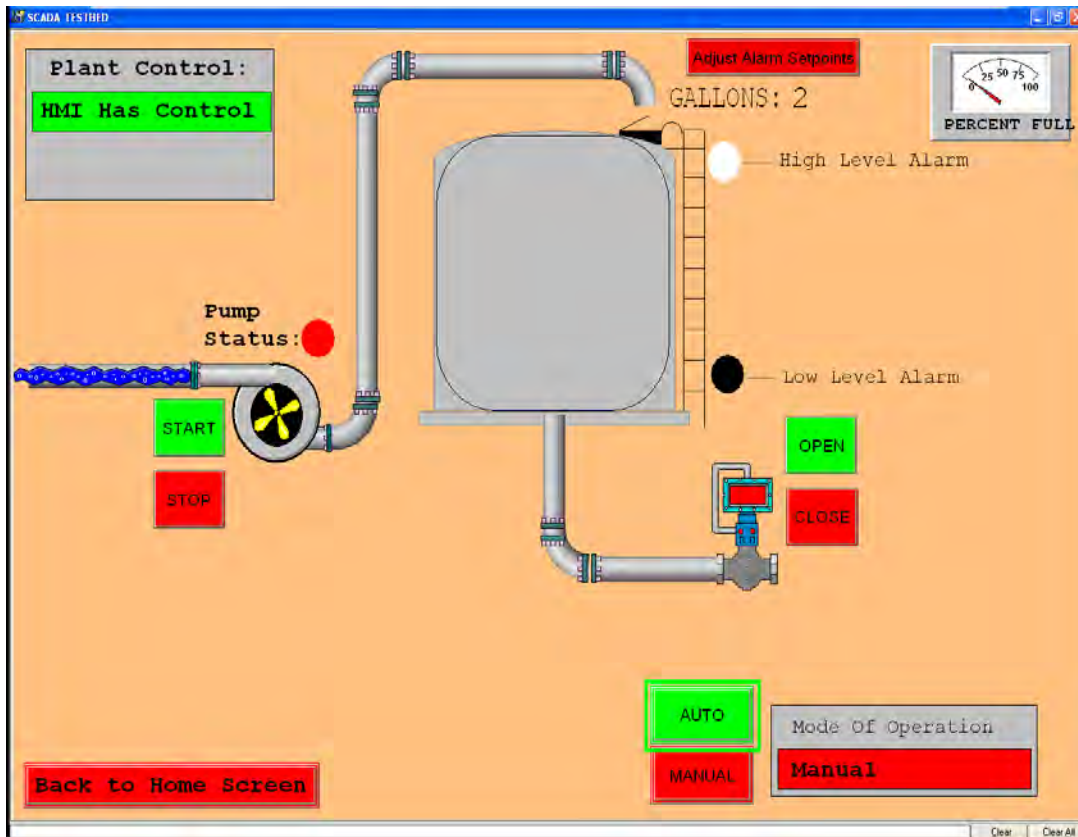 SCADA TESTBED
Plant Control:
HMI Has Control
Adjust Alarm Setpoints
GALLONS: 2
0 25 50 75 100
PERCENT FULL
High Level Alarm
Pump
Status:
Low Level Alarm
START
STOP
OPEN
CLOSE
AUTO
MANUAL
Mode Of Operation
Manual
Back to Home Screen
Clear
Clear All